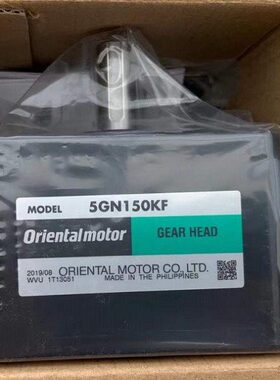 MODEL 5GN150KF
Orientalmotor GEAR HEAD
2019/08 ORIENTAL MOTOR CO., LTD.
WVU 1T13051 MADE IN THE PHILIPPINES